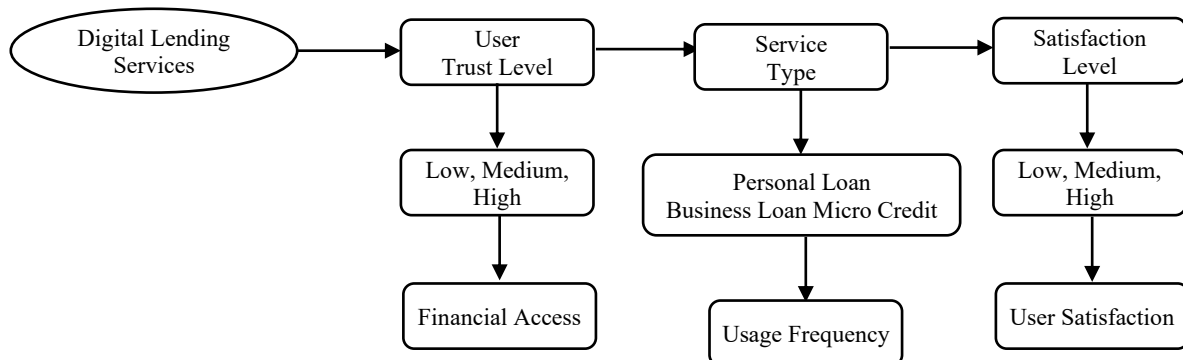 Digital Lending
Services
User
Trust Level
Service
Type
Satisfaction
Level
Low, Medium,
High
Personal Loan
Business Loan Micro Credit
Low, Medium,
High
Financial Access
Usage Frequency
User Satisfaction